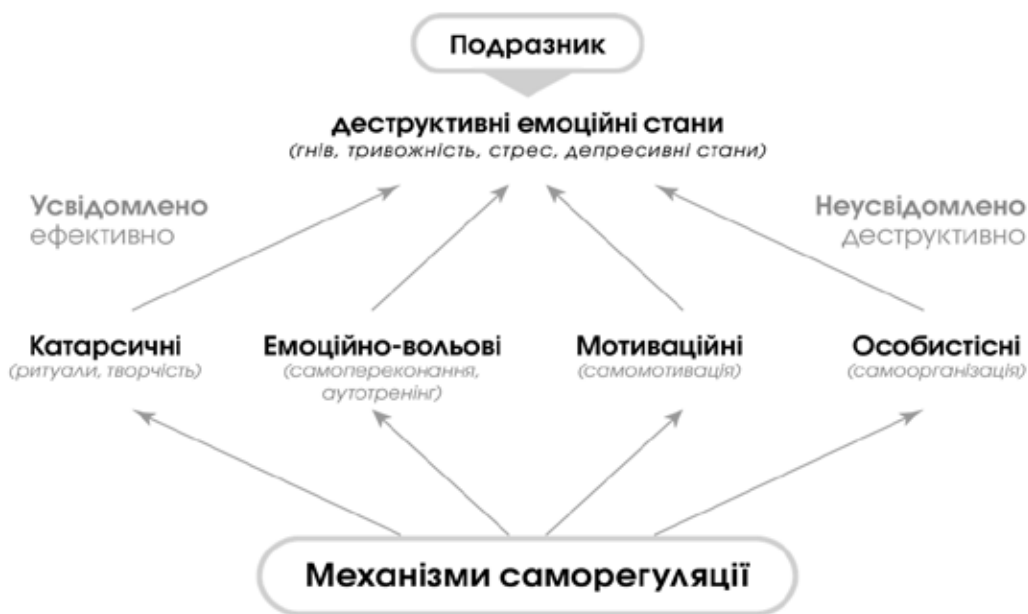 Подразник
деструктивні емоційні стани
(гнів, тривожність, стрес, депресивні стани)
Усвідомлено
ефективно
Неусвідомлено
деструктивно
Катарсичні
(ритуали, творчість)
Емоційно-вольові
(самопереконання,
аутотренінг)
Мотиваційні
(самомотивація)
Особистісні
(самоорганізація)
Механізми саморегуляції